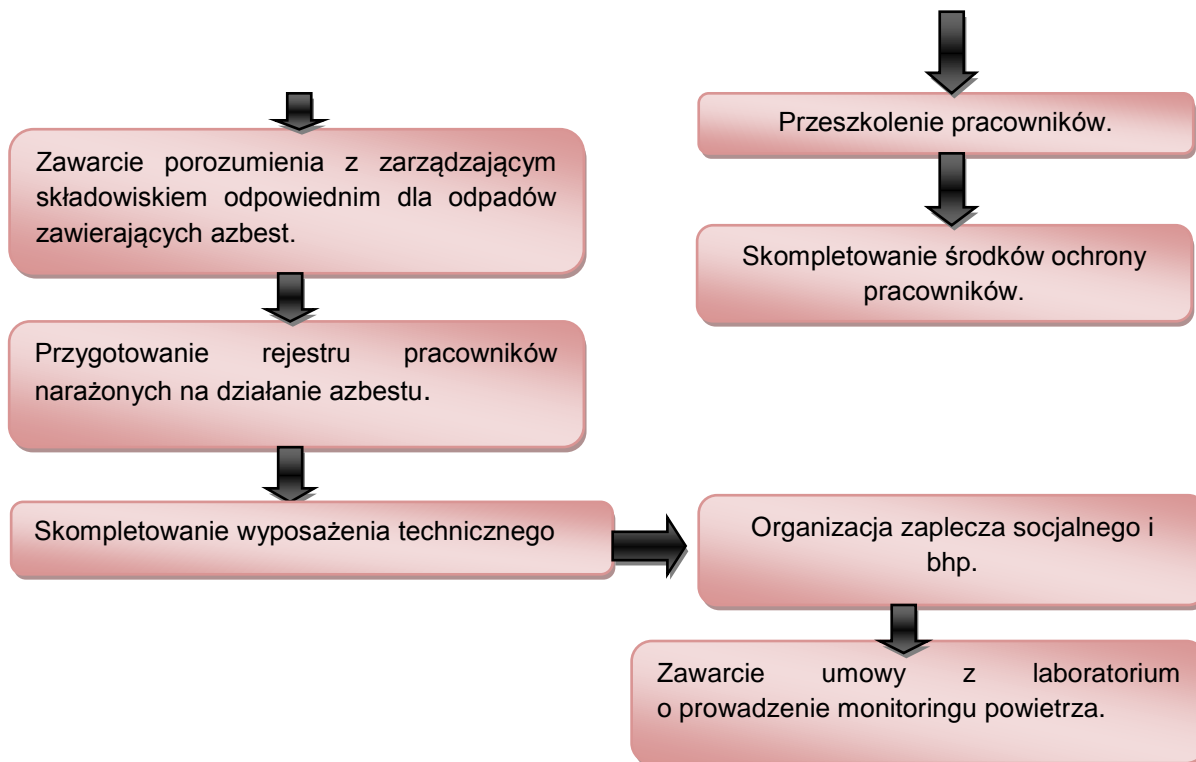 Zawarcie porozumienia z zarządzającym
składowiskiem odpowiednim dla odpadów
zawierających azbest.
Przygotowanie rejestru pracowników
narażonych na działanie azbestu.
Skompletowanie wyposażenia technicznego
Przeszkolenie pracowników.
Skompletowanie środków ochrony
pracowników.
Organizacja zaplecza socjalnego i
bhp.
Zawarcie umowy z laboratorium
o prowadzenie monitoringu powietrza.